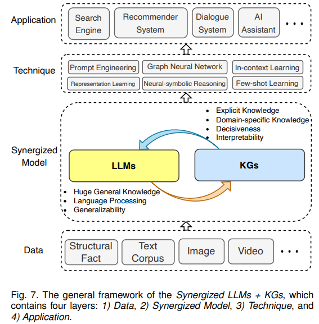 Application
Search Engine
Recommender System
Dialogue System
AI Assistant
Technique
Prompt Engineering
Graph Neural Network
In-context Learning
Representation Learning
Neural-symbolic Reasoning
Few-shot Learning
• Explicit Knowledge
• Domain-specific Knowledge
• Decisiveness
• Interpretability
Synergized Model
LLMs
KGs
• Huge General Knowledge
• Language Processing
• Generalizability
Data
Structural Fact
Text Corpus
Image
Video
Fig. 7. The general framework of the Synergized LLMs + KGs, which
contains four layers: 1) Data, 2) Synergized Model, 3) Technique, and
4) Application.